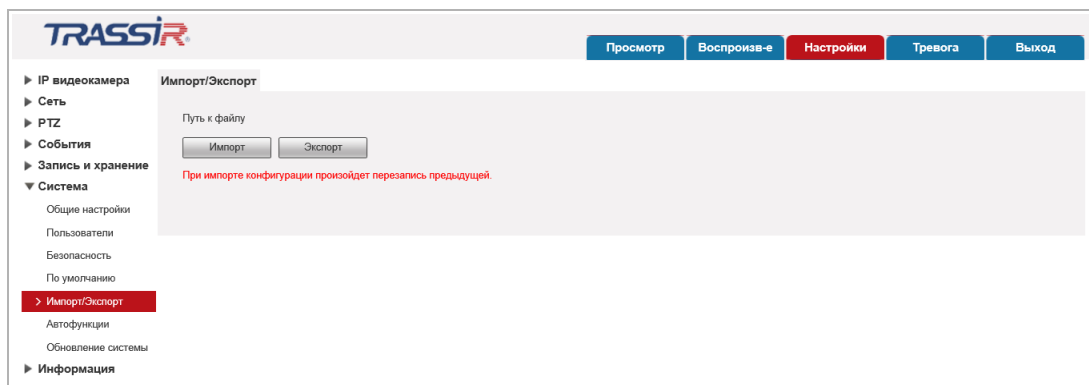 TRASSIR
Просмотр Воспроизв-е Настройки Тревога Выход
IP видеокамера
Сеть
PTZ
События
Запись и хранение
Система
Общие настройки
Пользователи
Безопасность
По умолчанию
Импорт/Экспорт
Автофункции
Обновление системы
Информация
Импорт/Экспорт
Путь к файлу
Импорт Экспорт
При импорте конфигурации произойдет перезапись предыдущей.